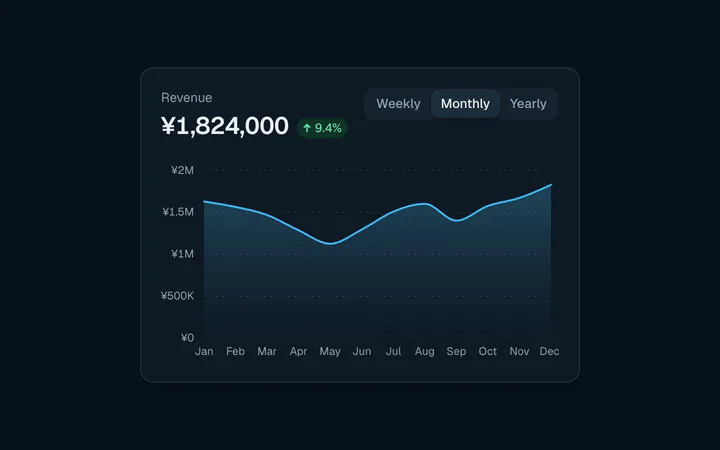 Revenue
¥1,824,000 ↑ 9.4%
Weekly Monthly Yearly
¥2M
¥1.5M
¥1M
¥500K
¥0
Jan Feb Mar Apr May Jun Jul Aug Sep Oct Nov Dec